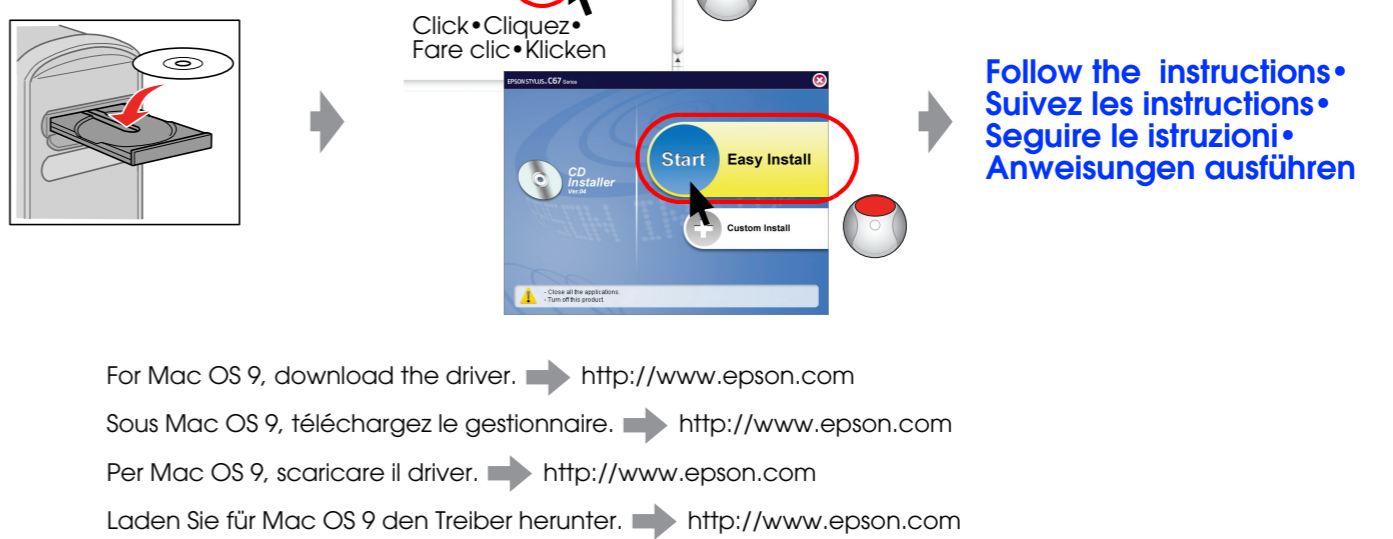 Click•Cliquez•
Fare clic•Klicken
EPSON STYLUS™ C67 Series
Start Easy Install
CD
Installer
Ver.04
Custom Install
- Close all the applications.
- Turn off this product.
Follow the instructions•
Suivez les instructions•
Seguire le istruzioni•
Anweisungen ausführen
For Mac OS 9, download the driver. http://www.epson.com
Sous Mac OS 9, téléchargez le gestionnaire. http://www.epson.com
Per Mac OS 9, scaricare il driver. http://www.epson.com
Laden Sie für Mac OS 9 den Treiber herunter. http://www.epson.com